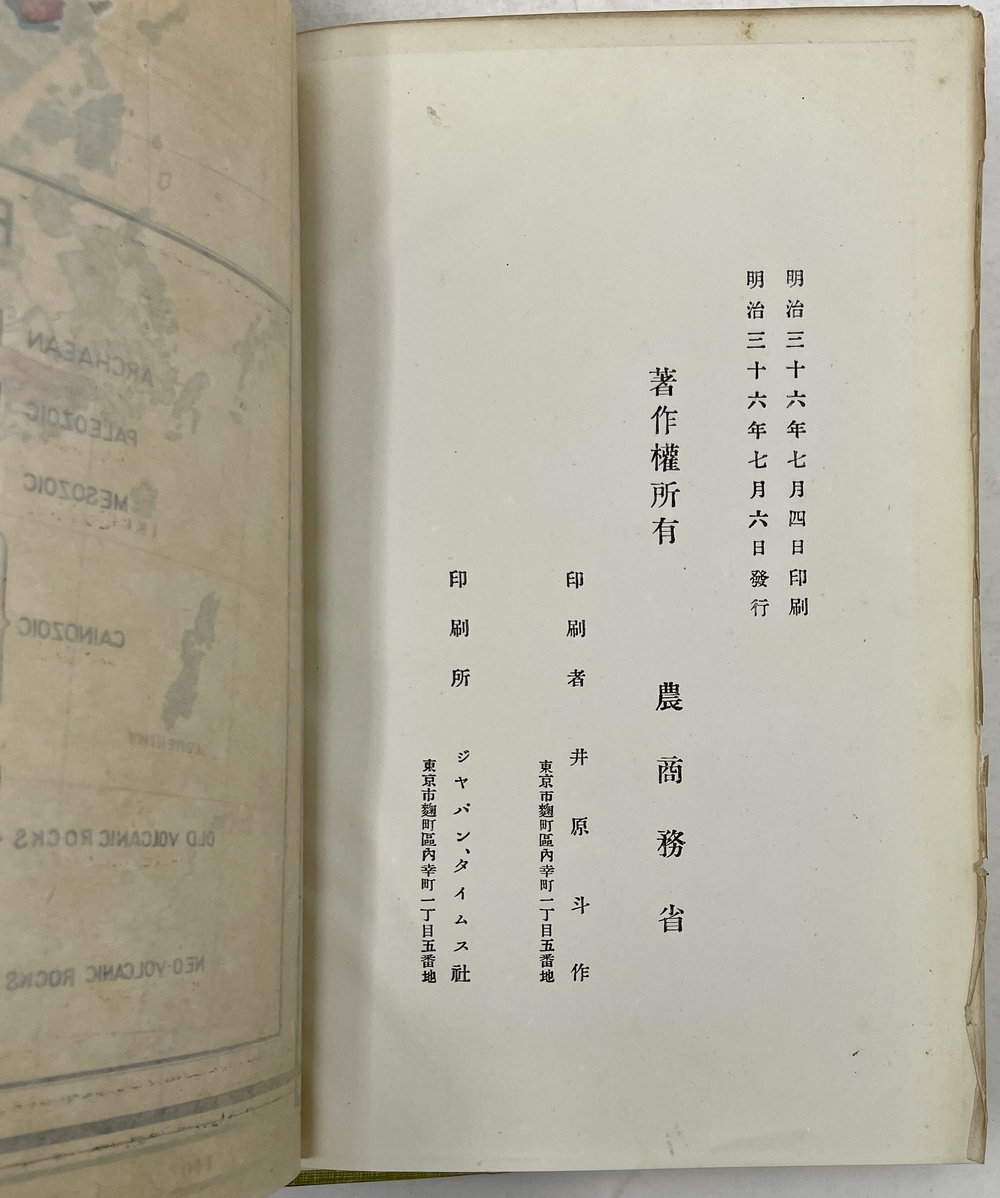 明治三十六年七月四日印刷
明治三十六年七月六日發行
著作權所有 農商務省
印刷者 井原斗作
東京市麴町區內幸町一丁目五番地
印刷所 ジヤパン、タイムス社
東京市麴町區內幸町一丁目五番地
ARCHAEAN
PALEOZOIC
MESOZOIC
CAINOZOIC
OLD VOLCANIC ROCKS
NEO-VOLCANIC ROCKS